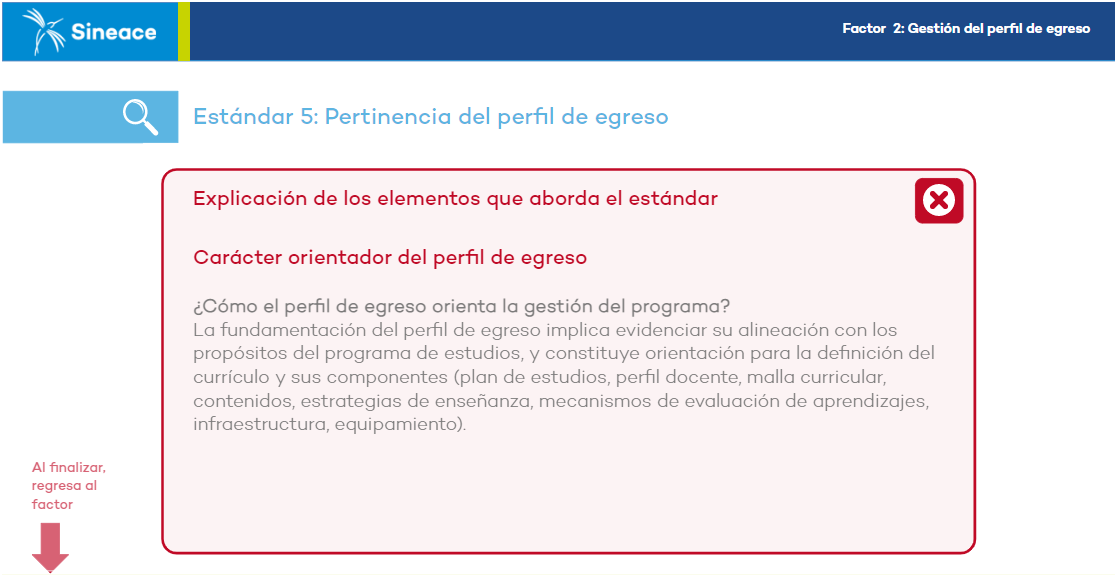 Sineace
Factor 2: Gestión del perfil de egreso
Estándar 5: Pertinencia del perfil de egreso
Explicación de los elementos que aborda el estándar
Carácter orientador del perfil de egreso
¿Cómo el perfil de egreso orienta la gestión del programa?
La fundamentación del perfil de egreso implica evidenciar su alineación con los
propósitos del programa de estudios, y constituye orientación para la definición del
currículo y sus componentes (plan de estudios, perfil docente, malla curricular,
contenidos, estrategias de enseñanza, mecanismos de evaluación de aprendizajes,
infraestructura, equipamiento).
Al finalizar,
regresa al
factor